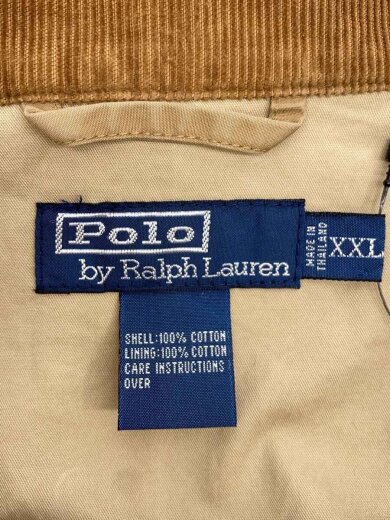 Polo
by Ralph Lauren
MADE IN
THAILAND
XXL
SHELL:100% COTTON
LINING:100% COTTON
CARE INSTRUCTIONS
OVER